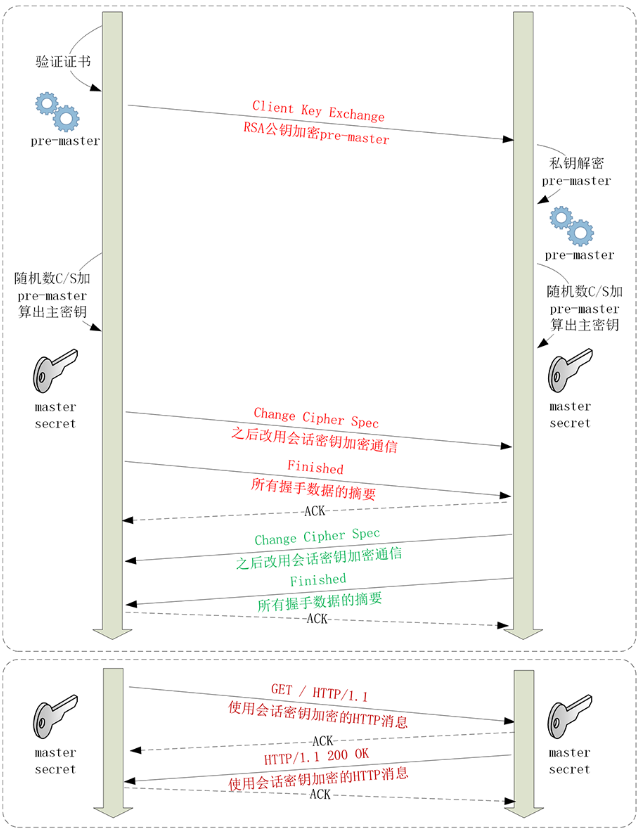 验证证书
pre-master
Client Key Exchange
RSA公钥加密pre-master
私钥解密
pre-master
pre-master
随机数C/S加
pre-master
算出主密钥
随机数C/S加
pre-master
算出主密钥
master
secret
master
secret
Change Cipher Spec
之后改用会话密钥加密通信
Finished
所有握手数据的摘要
ACK
Change Cipher Spec
之后改用会话密钥加密通信
Finished
所有握手数据的摘要
ACK
GET / HTTP/1.1
使用会话密钥加密的HTTP消息
ACK
master
secret
master
secret
HTTP/1.1 200 OK
使用会话密钥加密的HTTP消息
ACK